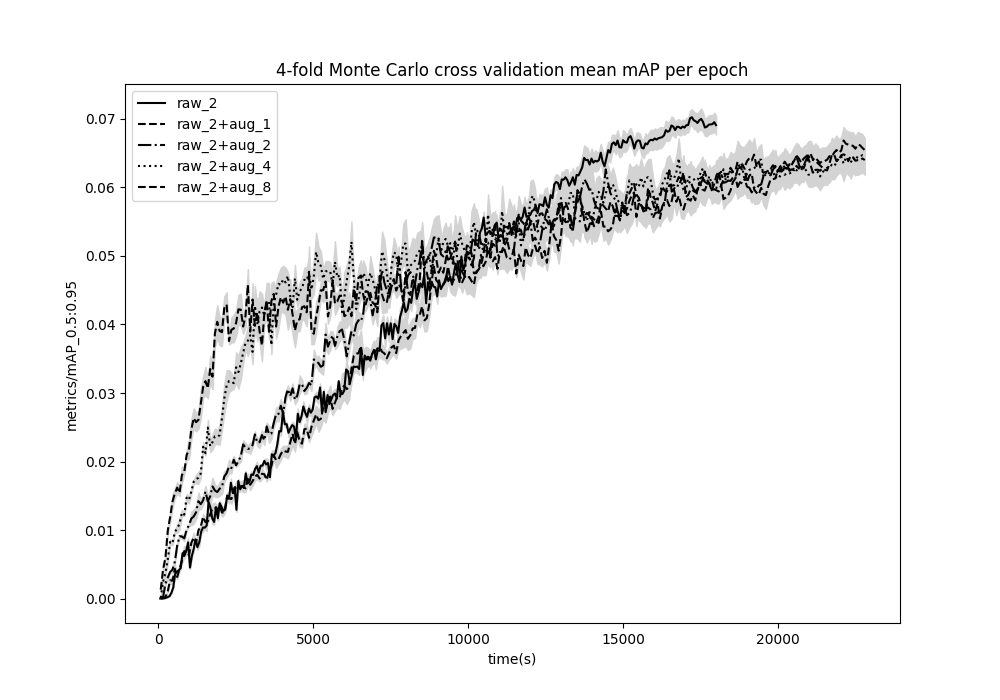 4-fold Monte Carlo cross validation mean mAP per epoch
raw_2
raw_2+aug_1
raw_2+aug_2
raw_2+aug_4
raw_2+aug_8
metrics/mAP_0.5:0.95
0.07
0.06
0.05
0.04
0.03
0.02
0.01
0.00
0
5000
10000
15000
20000
time(s)